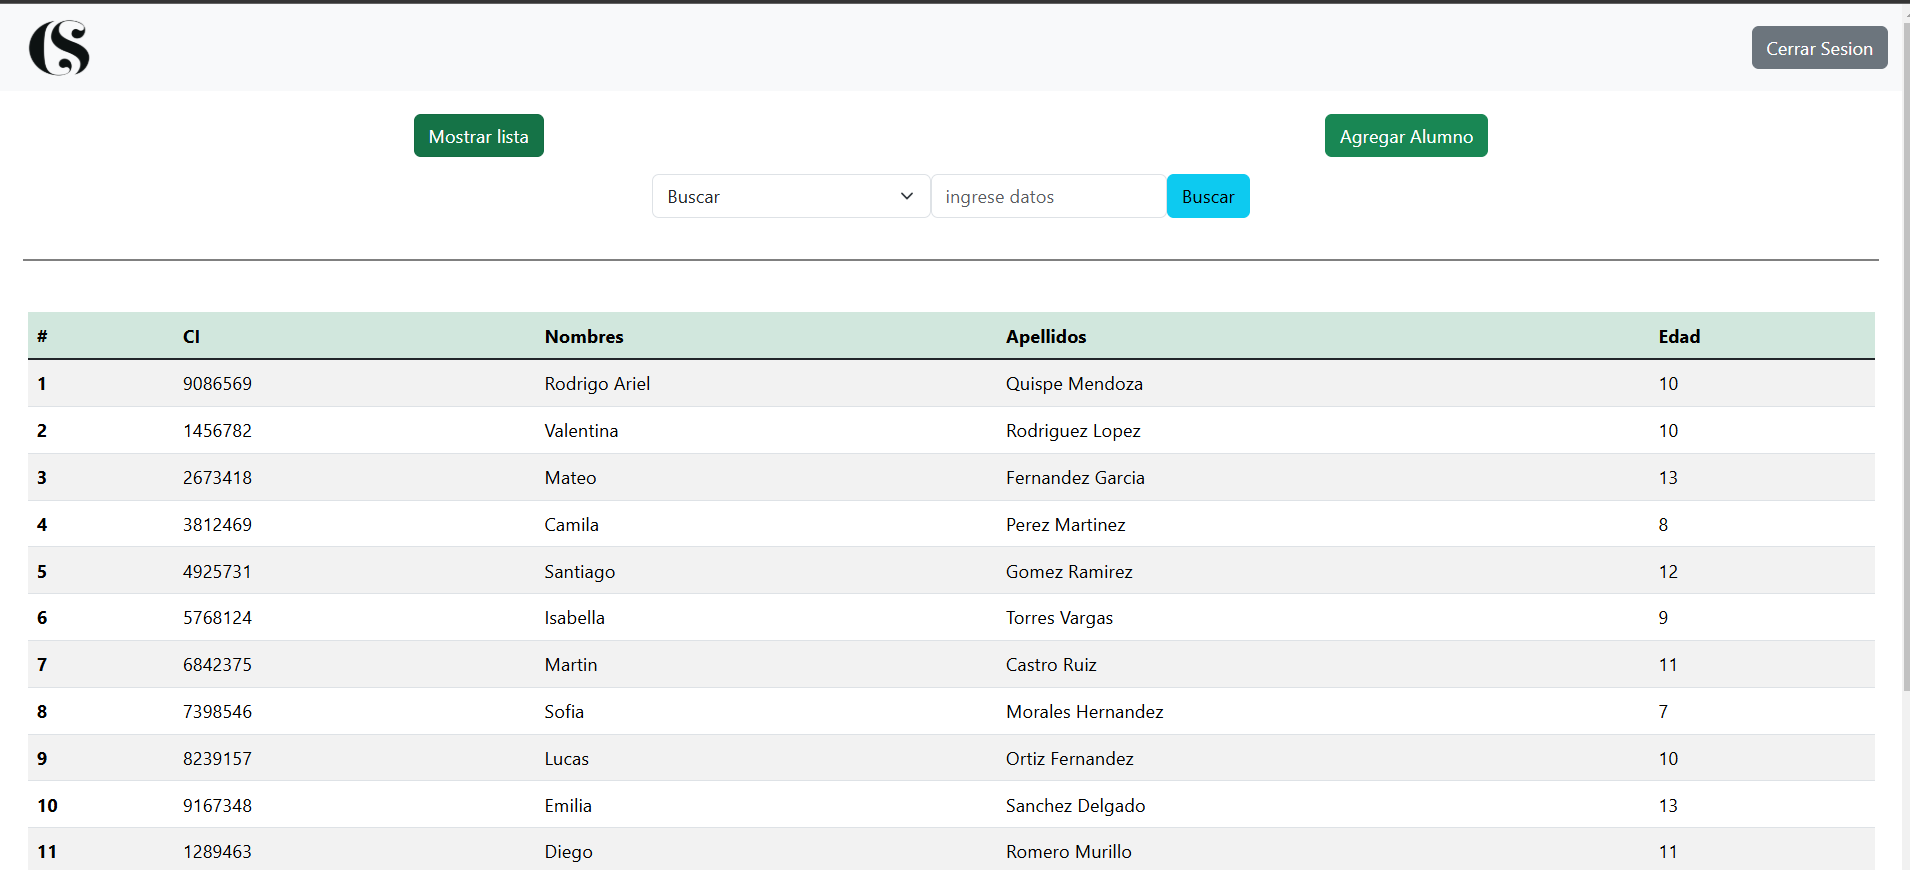 CS
Cerrar Sesion
Mostrar lista
Agregar Alumno
Buscar ingrese datos Buscar
# CI Nombres Apellidos Edad
1 9086569 Rodrigo Ariel Quispe Mendoza 10
2 1456782 Valentina Rodriguez Lopez 10
3 2673418 Mateo Fernandez Garcia 13
4 3812469 Camila Perez Martinez 8
5 4925731 Santiago Gomez Ramirez 12
6 5768124 Isabella Torres Vargas 9
7 6842375 Martin Castro Ruiz 11
8 7398546 Sofia Morales Hernandez 7
9 8239157 Lucas Ortiz Fernandez 10
10 9167348 Emilia Sanchez Delgado 13
11 1289463 Diego Romero Murillo 11